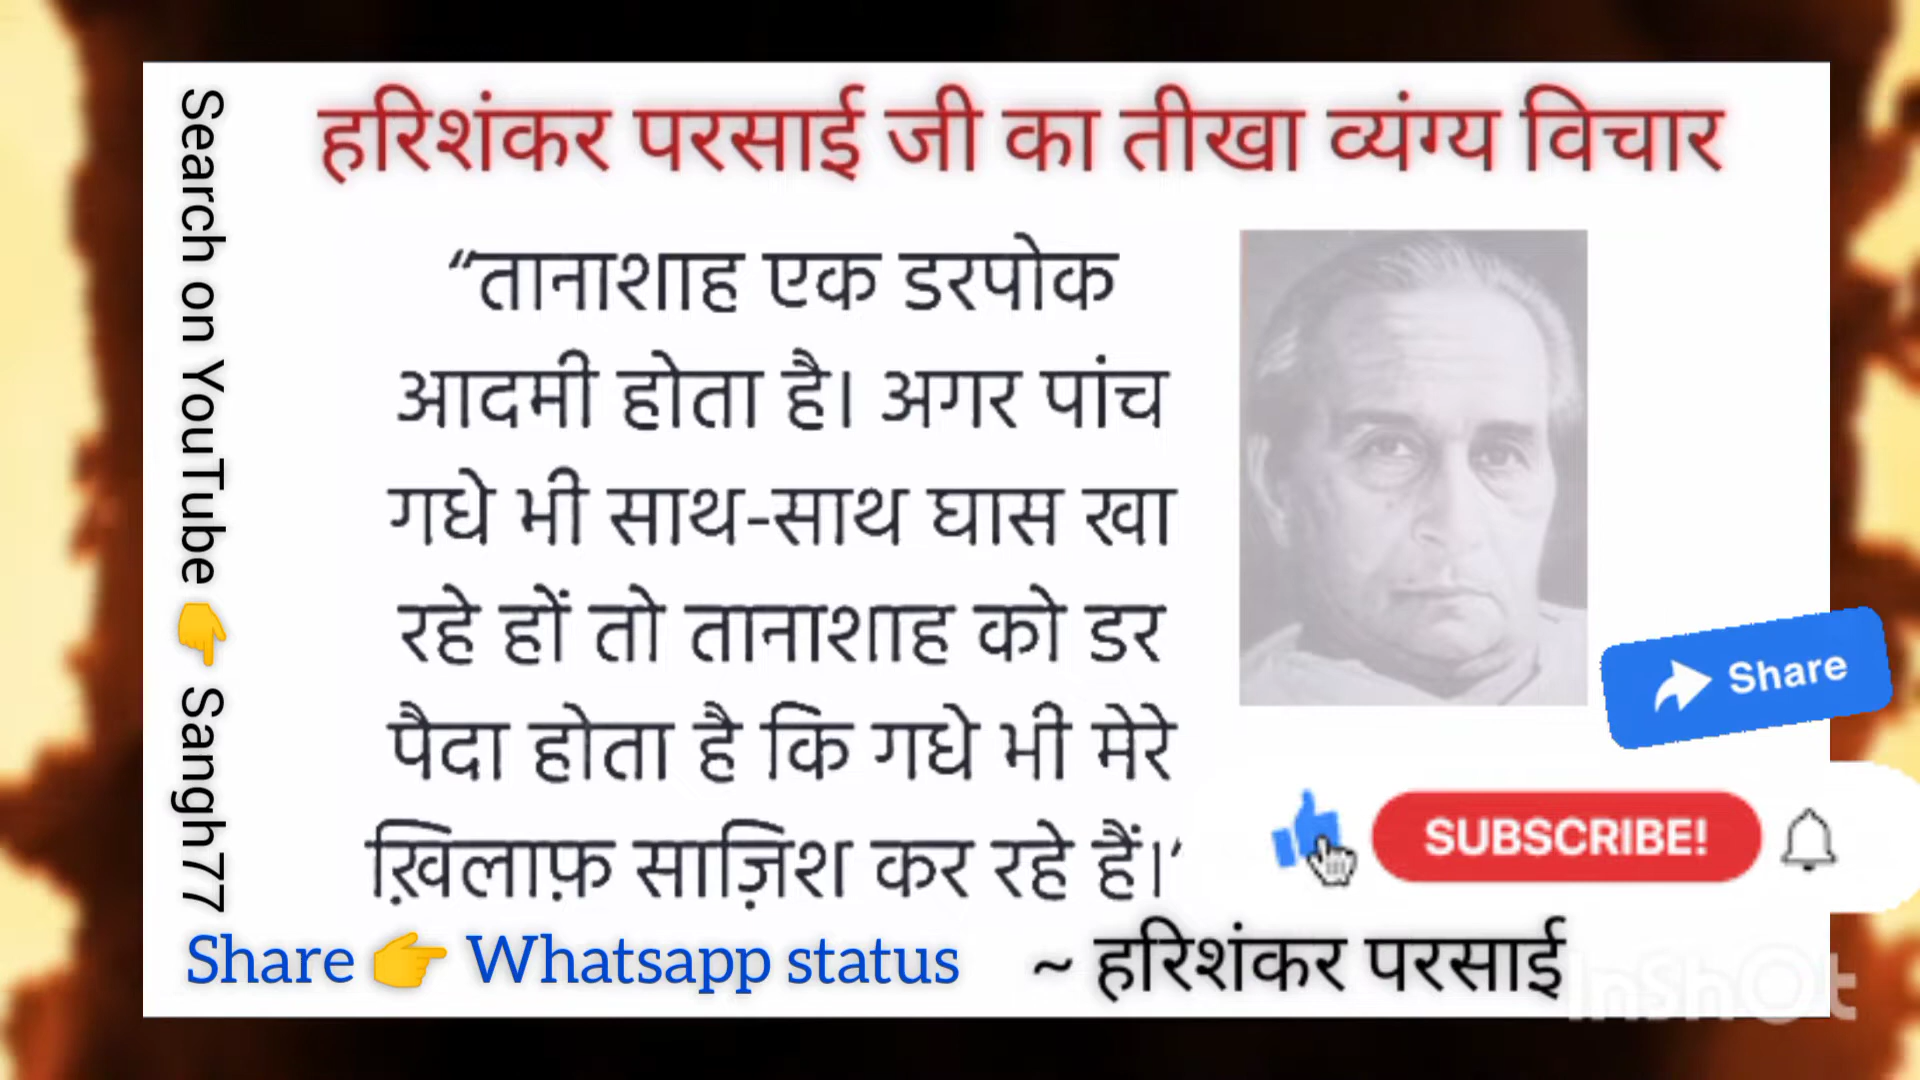 हरिशंकर परसाई जी का तीखा व्यंग्य विचार
“तानाशाह एक डरपोक
आदमी होता है। अगर पांच
गधे भी साथ-साथ घास खा
रहे हों तो तानाशाह को डर
पैदा होता है कि गधे भी मेरे
ख़िलाफ़ साज़िश कर रहे हैं।’
~ हरिशंकर परसाई
Share 👉 Whatsapp status
Search on YouTube 👉 Sangh77
Share
SUBSCRIBE!
InShOt